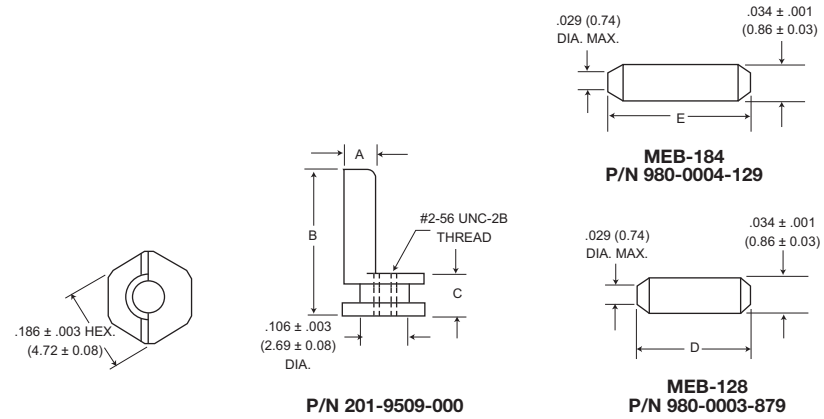 .029 (0.74)
DIA. MAX.
.034 ± .001
(0.86 ± 0.03)
E
MEB-184
P/N 980-0004-129
A
B
#2-56 UNC-2B
THREAD
C
.186 ± .003 HEX.
(4.72 ± 0.08)
.106 ± .003
(2.69 ± 0.08)
DIA.
P/N 201-9509-000
.029 (0.74)
DIA. MAX.
.034 ± .001
(0.86 ± 0.03)
D
MEB-128
P/N 980-0003-879